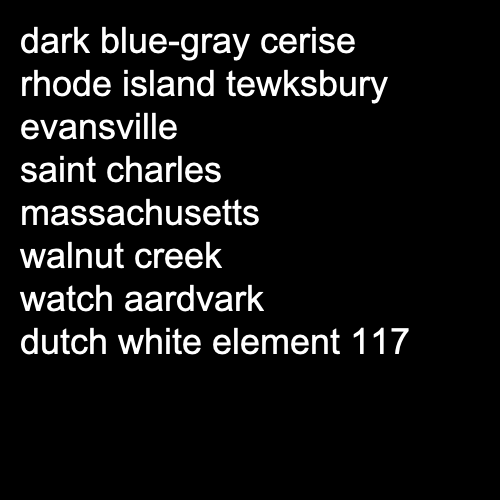 dark blue-gray cerise
rhode island tewksbury
evansville
saint charles
massachusetts
walnut creek
watch aardvark
dutch white element 117